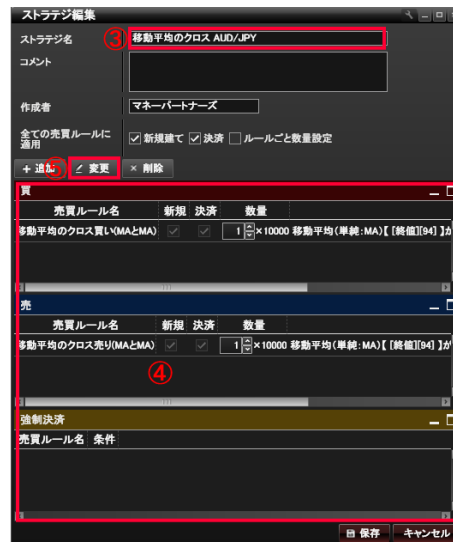 ストラテジ編集
ストラテジ名 ③ 移動平均のクロス AUD/JPY
コメント
作成者 マネーパートナーズ
全ての売買ルールに
適用
新規建て 決済 ルールごと数量設定
+ 追加 ⑤ 変更 × 削除
買
売買ルール名 新規 決済 数量
移動平均のクロス買い(MAとMA) 1 ×10000 移動平均(単純:MA)【 [終値][94] 】が
売
売買ルール名 新規 決済 数量
移動平均のクロス売り(MAとMA) 1 ×10000 移動平均(単純:MA)【 [終値][94] 】が
④
強制決済
売買ルール名 条件
保存 キャンセル